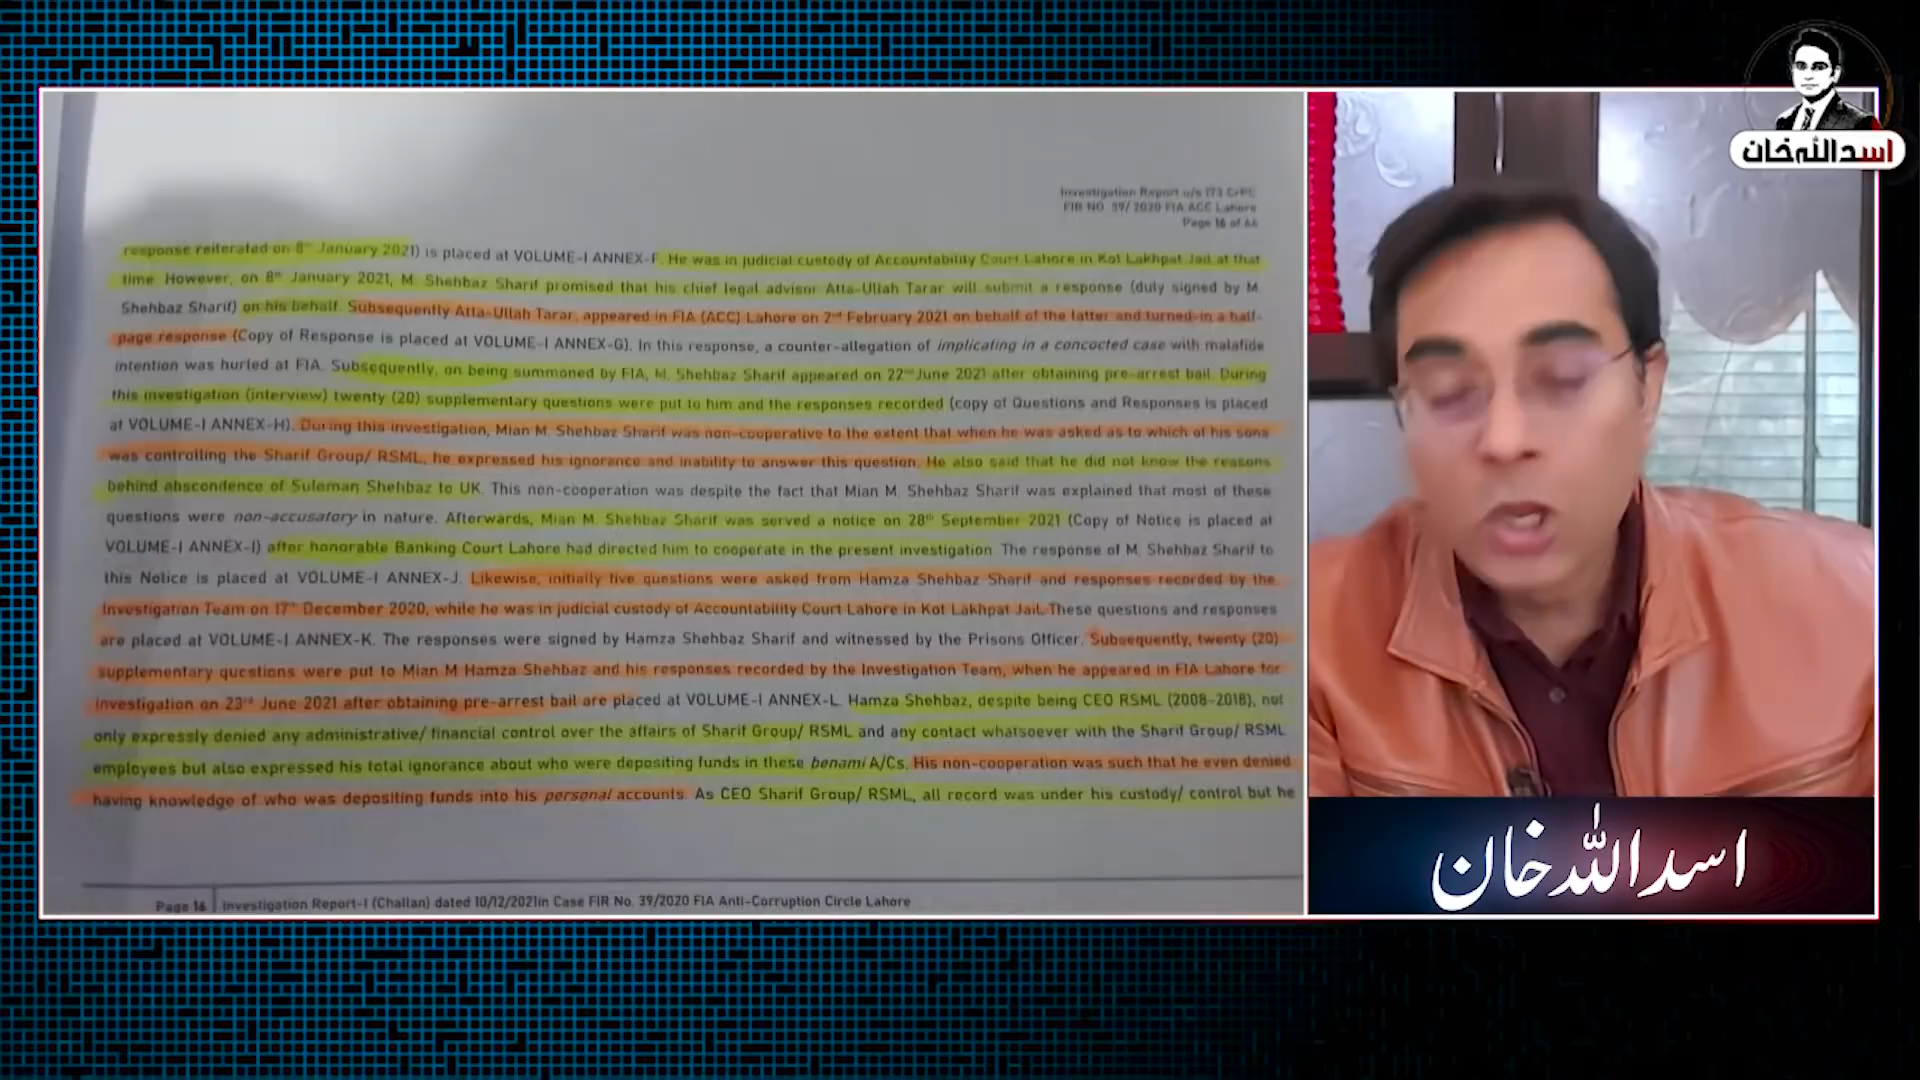 اسداللہ خان
Investigation Report u/s 173 CrPC
FIR NO. 39/ 2020 FIA ACC Lahore
Page 16 of 64
response reiterated on 8th January 2021) is placed at VOLUME-I ANNEX-F. He was in judicial custody of Accountability Court Lahore in Kot Lakhpat Jail at that
time. However, on 8th January 2021, M. Shehbaz Sharif promised that his chief legal advisor Atta-Ullah Tarar will submit a response (duly signed by M.
Shehbaz Sharif) on his behalf. Subsequently Atta-Ullah Tarar, appeared in FIA (ACC) Lahore on 2nd February 2021 on behalf of the latter and turned-in a half-
page response (Copy of Response is placed at VOLUME-I ANNEX-G). In this response, a counter-allegation of implicating in a concocted case with malafide
intention was hurled at FIA. Subsequently, on being summoned by FIA, M. Shehbaz Sharif appeared on 22nd June 2021 after obtaining pre-arrest bail. During
this investigation (interview) twenty (20) supplementary questions were put to him and the responses recorded (copy of Questions and Responses is placed
at VOLUME-I ANNEX-H). During this investigation, Mian M. Shehbaz Sharif was non-cooperative to the extent that when he was asked as to which of his sons
was controlling the Sharif Group/ RSML, he expressed his ignorance and inability to answer this question. He also said that he did not know the reasons
behind abscondence of Suleman Shehbaz to UK. This non-cooperation was despite the fact that Mian M. Shehbaz Sharif was explained that most of these
questions were non-accusatory in nature. Afterwards, Mian M. Shehbaz Sharif was served a notice on 28th September 2021 (Copy of Notice is placed at
VOLUME-I ANNEX-I) after honorable Banking Court Lahore had directed him to cooperate in the present investigation. The response of M. Shehbaz Sharif to
this Notice is placed at VOLUME-I ANNEX-J. Likewise, initially five questions were asked from Hamza Shehbaz Sharif and responses recorded by the
Investigation Team on 17th December 2020, while he was in judicial custody of Accountability Court Lahore in Kot Lakhpat Jail. These questions and responses
are placed at VOLUME-I ANNEX-K. The responses were signed by Hamza Shehbaz Sharif and witnessed by the Prisons Officer. Subsequently, twenty (20)
supplementary questions were put to Mian M Hamza Shehbaz and his responses recorded by the Investigation Team, when he appeared in FIA Lahore for
investigation on 23rd June 2021 after obtaining pre-arrest bail are placed at VOLUME-I ANNEX-L. Hamza Shehbaz, despite being CEO RSML (2008-2018), not
only expressly denied any administrative/ financial control over the affairs of Sharif Group/ RSML and any contact whatsoever with the Sharif Group/ RSML
employees but also expressed his total ignorance about who were depositing funds in these benami A/Cs. His non-cooperation was such that he even denied
having knowledge of who was depositing funds into his personal accounts. As CEO Sharif Group/ RSML, all record was under his custody/ control but he
Page 16 Investigation Report-I (Challan) dated 10/12/2021in Case FIR No. 39/2020 FIA Anti-Corruption Circle Lahore
اسد اللہ خان